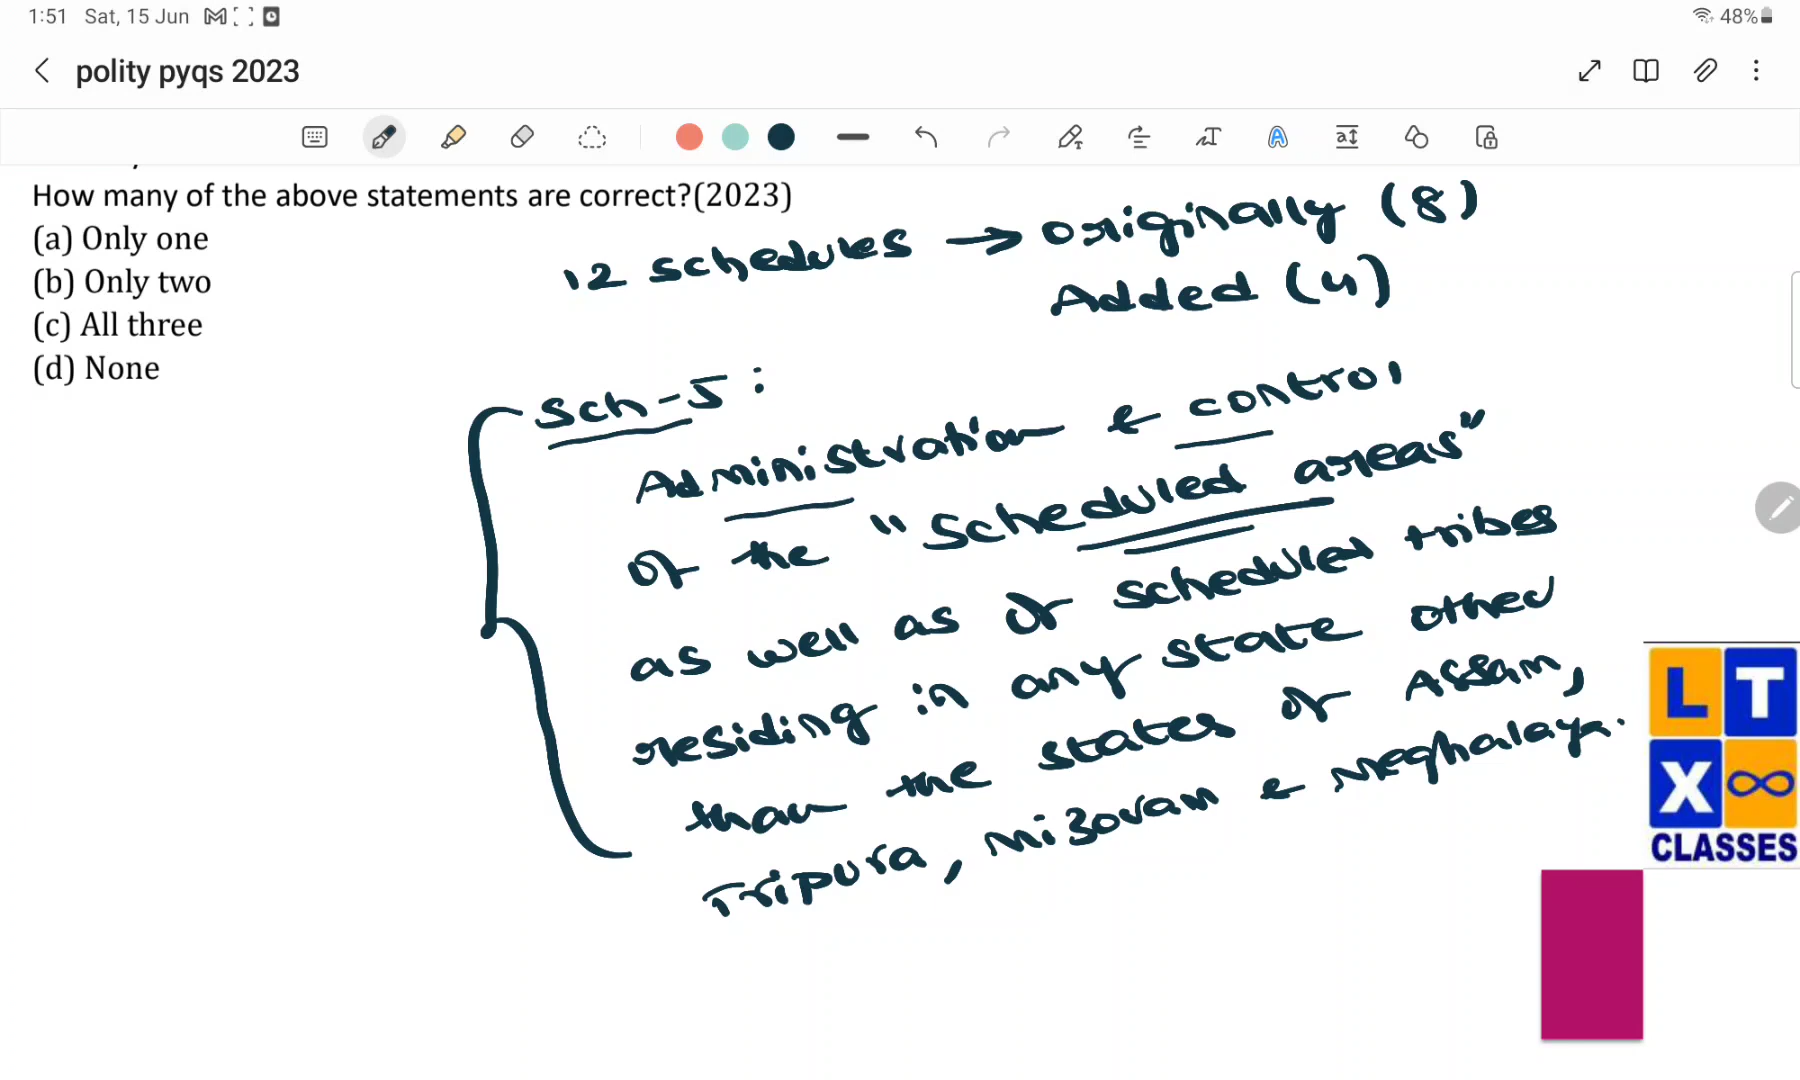 1:51 Sat, 15 Jun
48%
polity pyqs 2023
How many of the above statements are correct?(2023)
(a) Only one
(b) Only two
(c) All three
(d) None
12 schedules → originally (8)
Added (4)
Sch-5:
Administration & control
of the "Scheduled areas"
as well as of scheduled tribes
residing in any state other
than the states of Assam,
Tripura, Mizoram & Meghalaya.
L T
X ∞
CLASSES